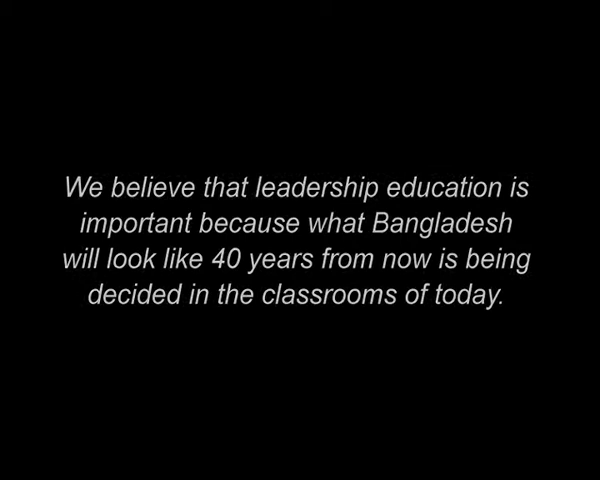 We believe that leadership education is
important because what Bangladesh
will look like 40 years from now is being
decided in the classrooms of today.